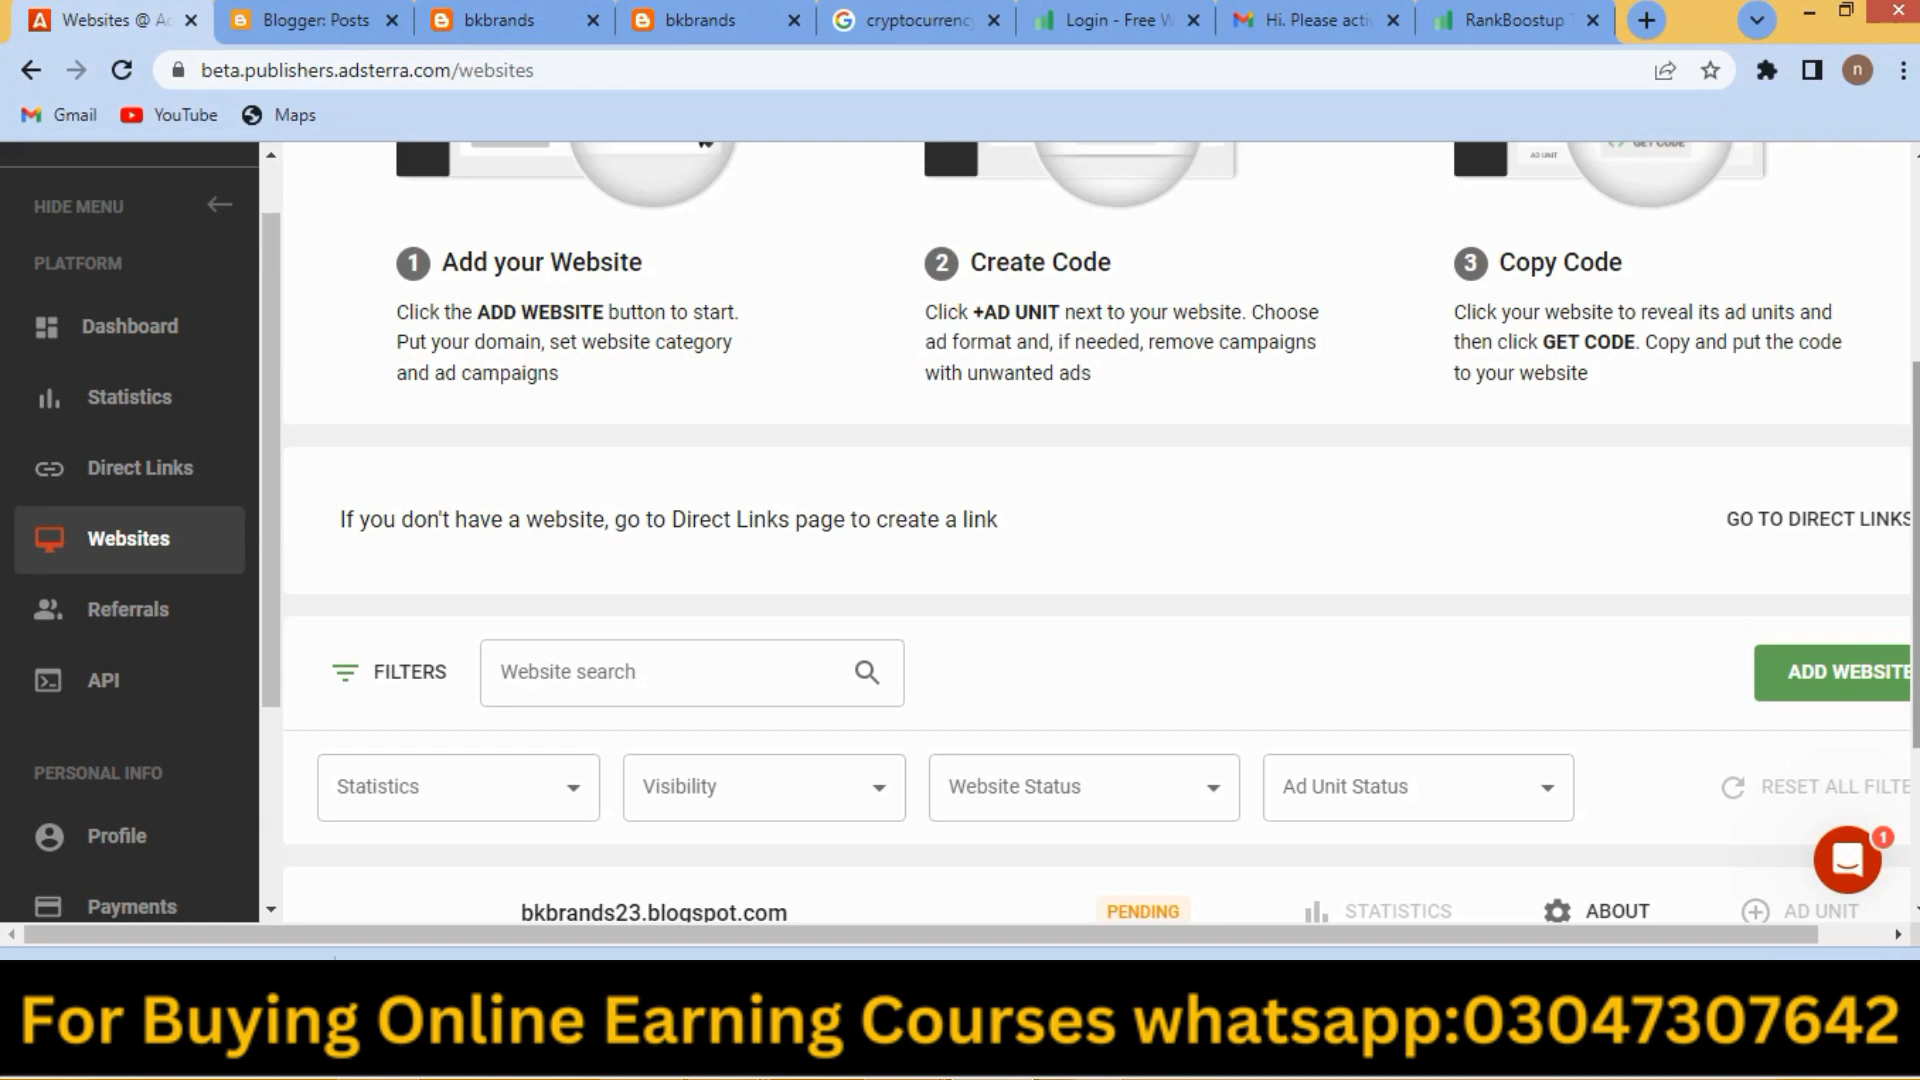 Websites @ Ad
Blogger: Posts
bkbrands
bkbrands
cryptocurrency
Login - Free W
Hi. Please acti
RankBoostup T
beta.publishers.adsterra.com/websites
n
Gmail
YouTube
Maps
HIDE MENU
PLATFORM
Dashboard
Statistics
Direct Links
Websites
Referrals
API
PERSONAL INFO
Profile
Payments
AD UNIT
GET CODE
1 Add your Website
Click the ADD WEBSITE button to start.
Put your domain, set website category
and ad campaigns
2 Create Code
Click +AD UNIT next to your website. Choose
ad format and, if needed, remove campaigns
with unwanted ads
3 Copy Code
Click your website to reveal its ad units and
then click GET CODE. Copy and put the code
to your website
If you don't have a website, go to Direct Links page to create a link
GO TO DIRECT LINKS
FILTERS
Website search
ADD WEBSITE
Statistics
Visibility
Website Status
Ad Unit Status
RESET ALL FILTE
1
bkbrands23.blogspot.com
PENDING
STATISTICS
ABOUT
AD UNIT
For Buying Online Earning Courses whatsapp:03047307642